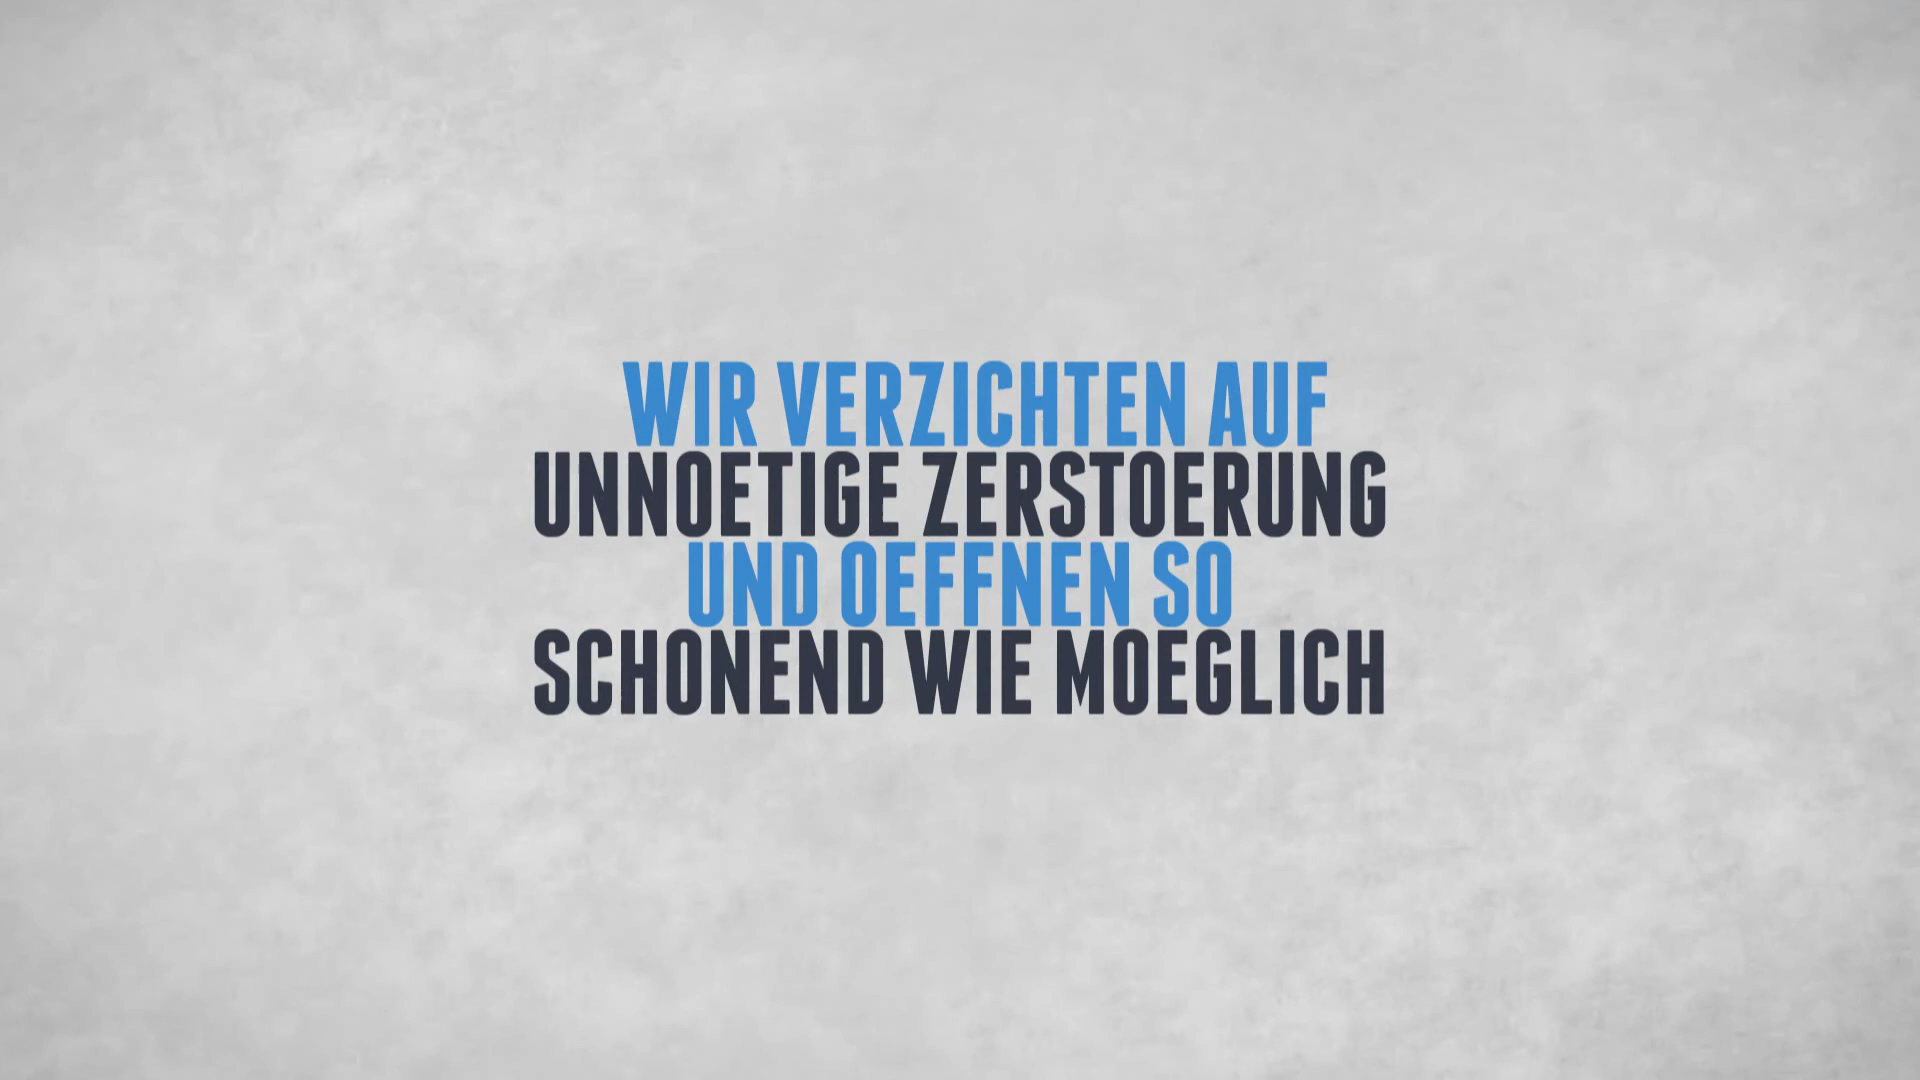 WIR VERZICHTEN AUF
UNNOETIGE ZERSTOERUNG
UND OEFFNEN SO
SCHONEND WIE MOEGLICH